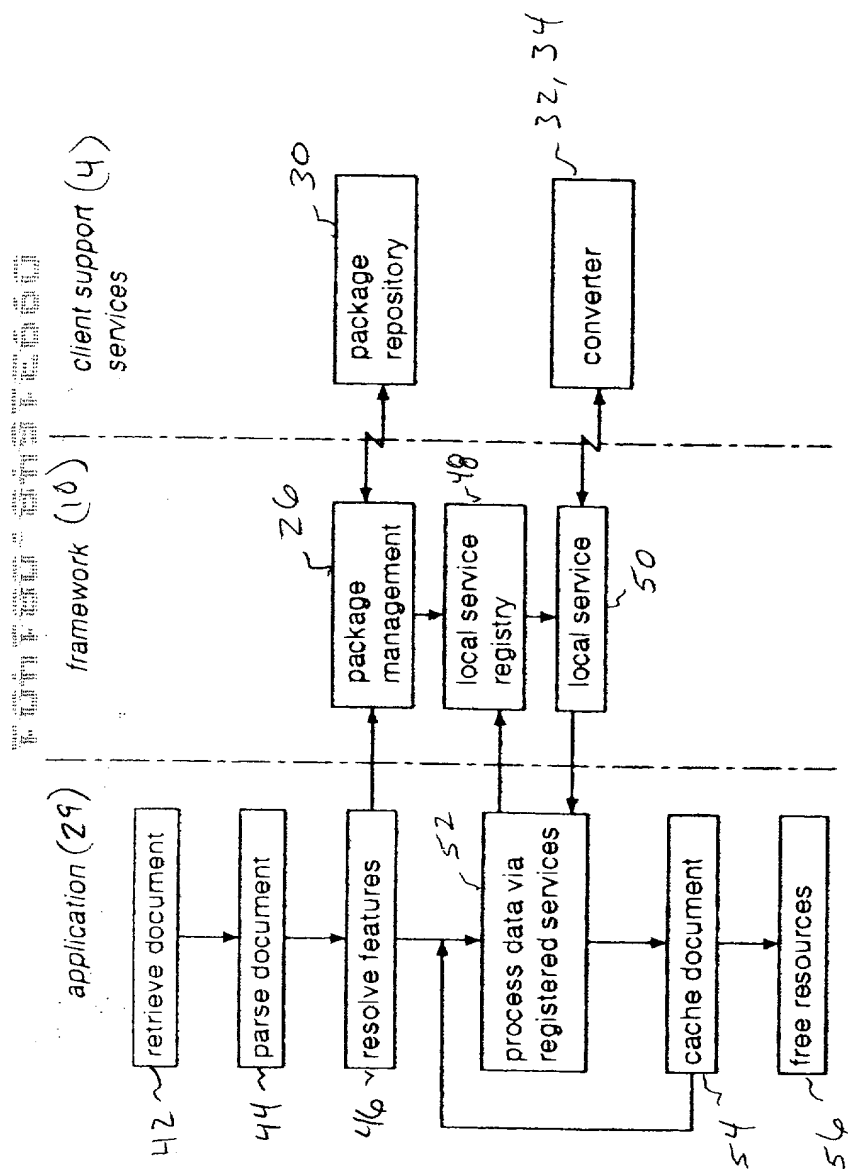 application (29)
framework (10)
client support (4)
services
42
retrieve document
44
parse document
46
resolve features
52
process data via
registered services
54
cache document
56
free resources
26
package
management
48
local service
registry
50
local service
30
package
repository
32, 34
converter